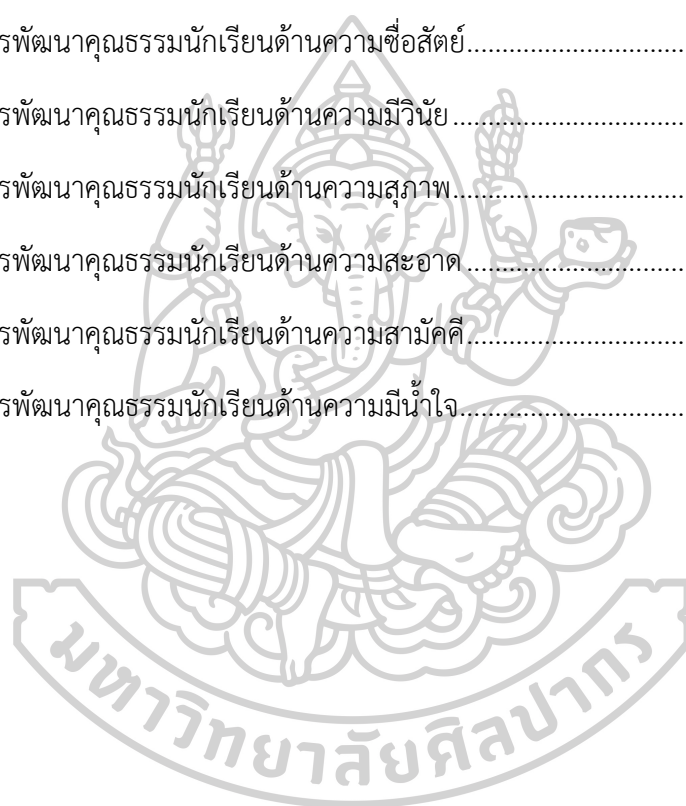 รพัฒนาคุณธรรมนักเรียนด้านความซื่อสัตย์............................
รพัฒนาคุณธรรมนักเรียนด้านความมีวินัย..............................
รพัฒนาคุณธรรมนักเรียนด้านความสุภาพ..............................
รพัฒนาคุณธรรมนักเรียนด้านความสะอาด............................
รพัฒนาคุณธรรมนักเรียนด้านความสามัคคี............................
รพัฒนาคุณธรรมนักเรียนด้านความมีน้ำใจ.............................
มหาวิทยาลัยศิลปากร